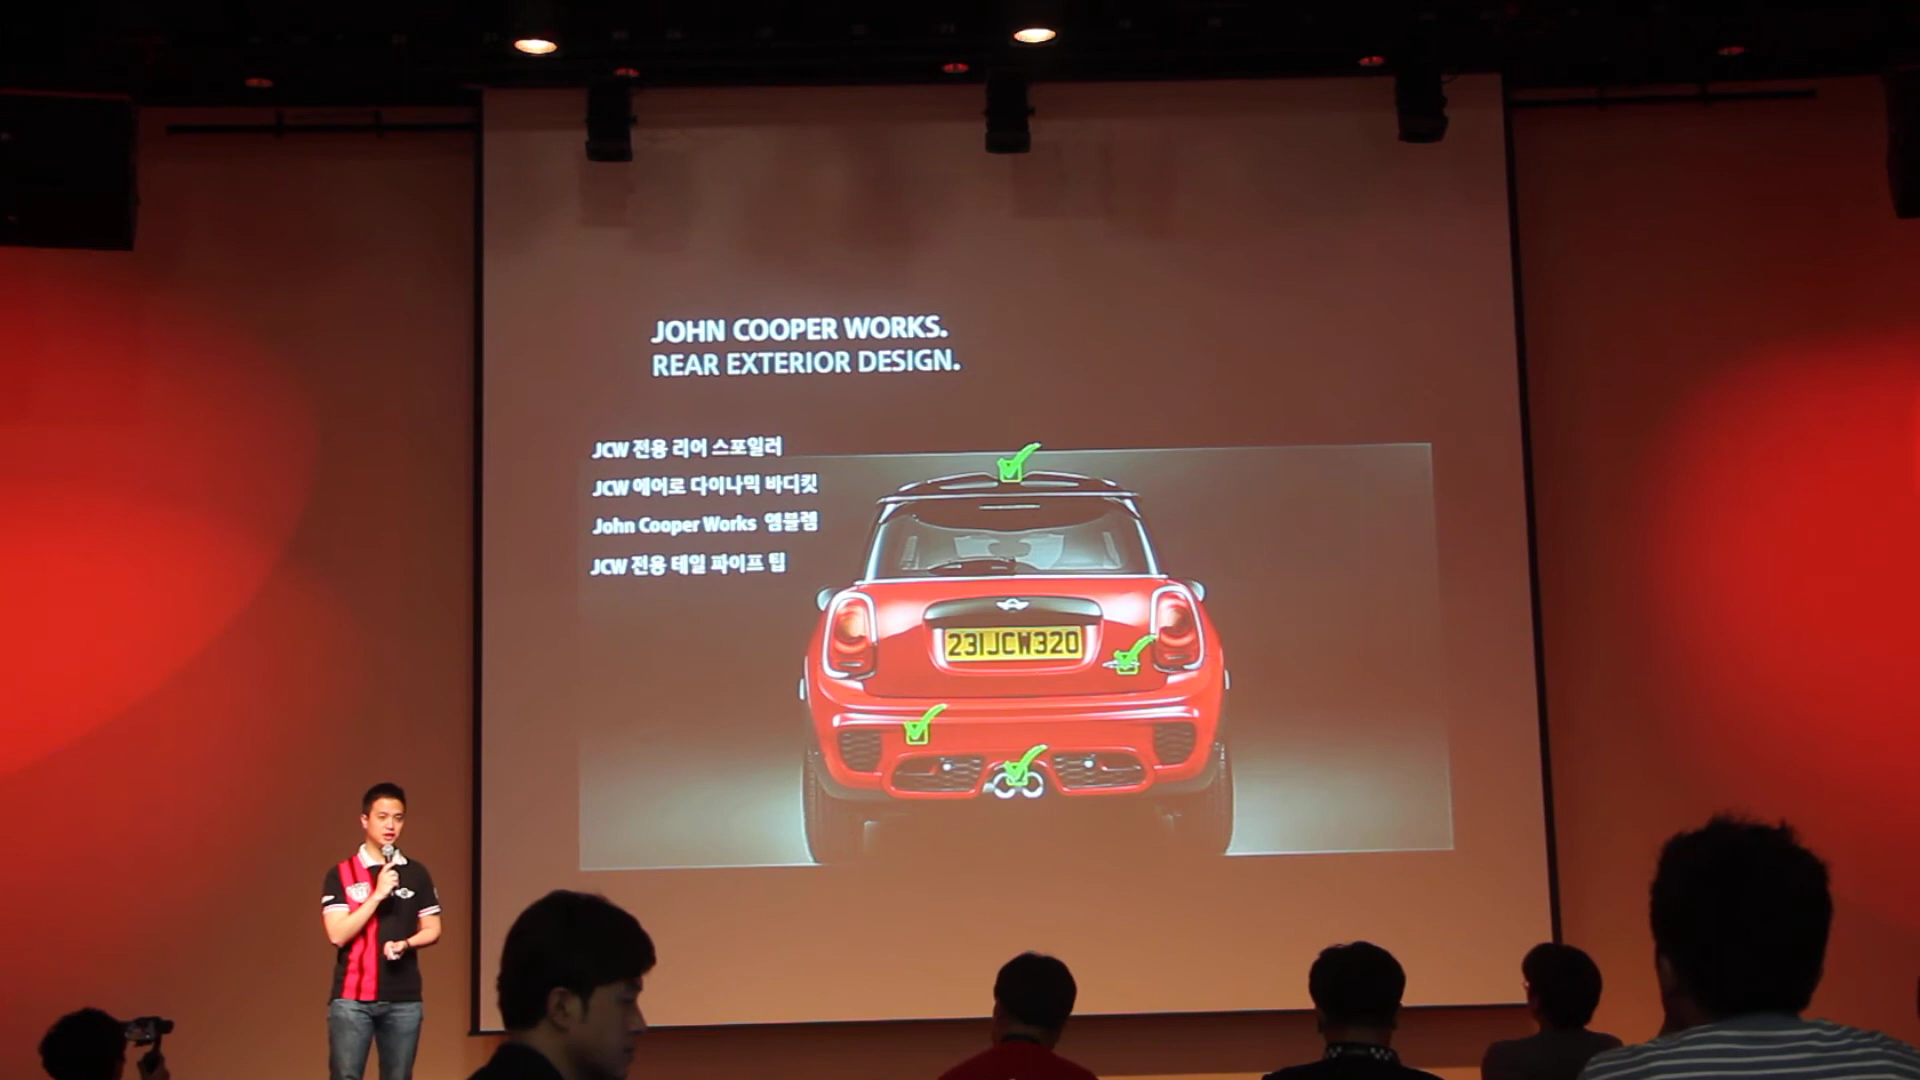 JOHN COOPER WORKS.
REAR EXTERIOR DESIGN.
JCW 전용 리어 스포일러
JCW 에어로 다이나믹 바디킷
John Cooper Works 엠블렘
JCW 전용 테일 파이프 팁
231JCW320